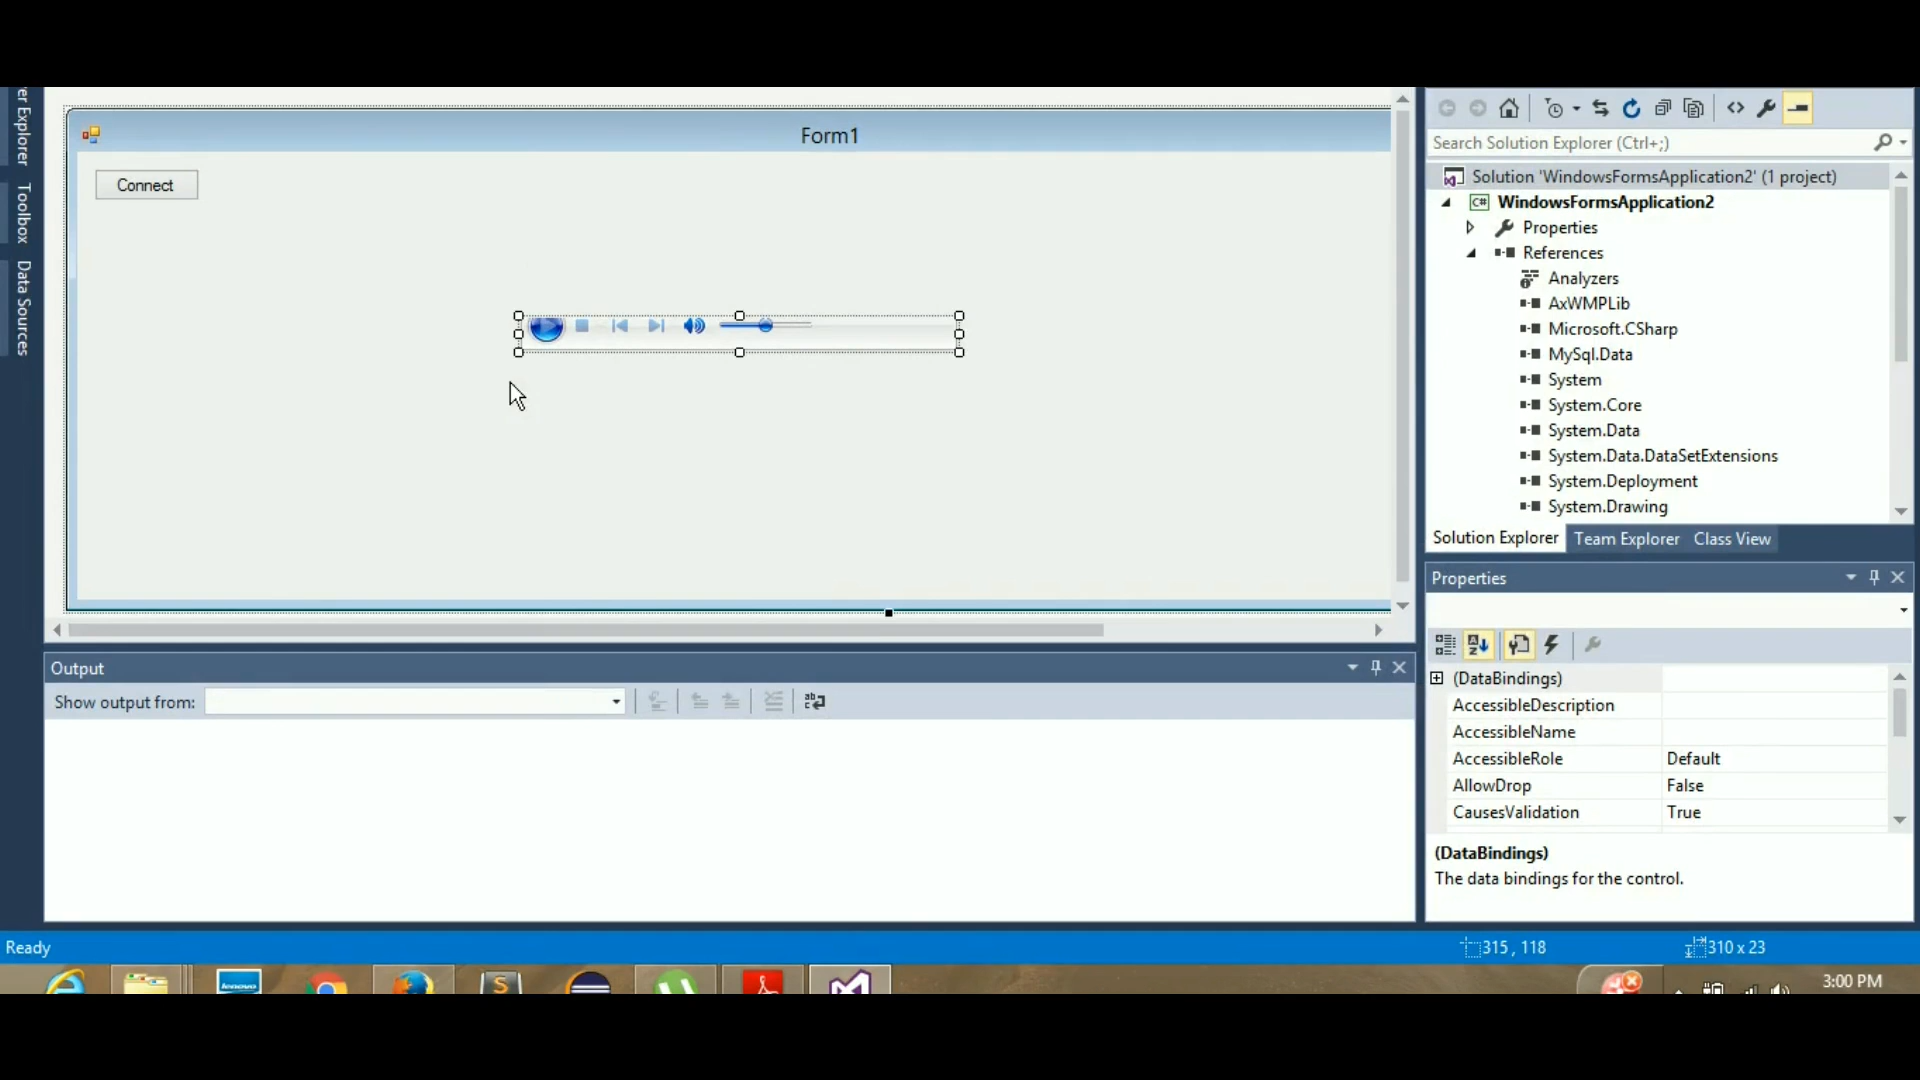 er Explorer
Toolbox
Data Sources
Form1
Connect
Search Solution Explorer (Ctrl+;)
Solution 'WindowsFormsApplication2' (1 project)
C# WindowsFormsApplication2
Properties
References
Analyzers
AxWMPLib
Microsoft.CSharp
MySql.Data
System
System.Core
System.Data
System.Data.DataSetExtensions
System.Deployment
System.Drawing
Solution Explorer Team Explorer Class View
Properties
(DataBindings)
AccessibleDescription
AccessibleName
AccessibleRole Default
AllowDrop False
CausesValidation True
(DataBindings)
The data bindings for the control.
Output
Show output from:
Ready
315 , 118
310 x 23
lenovo
S
3:00 PM